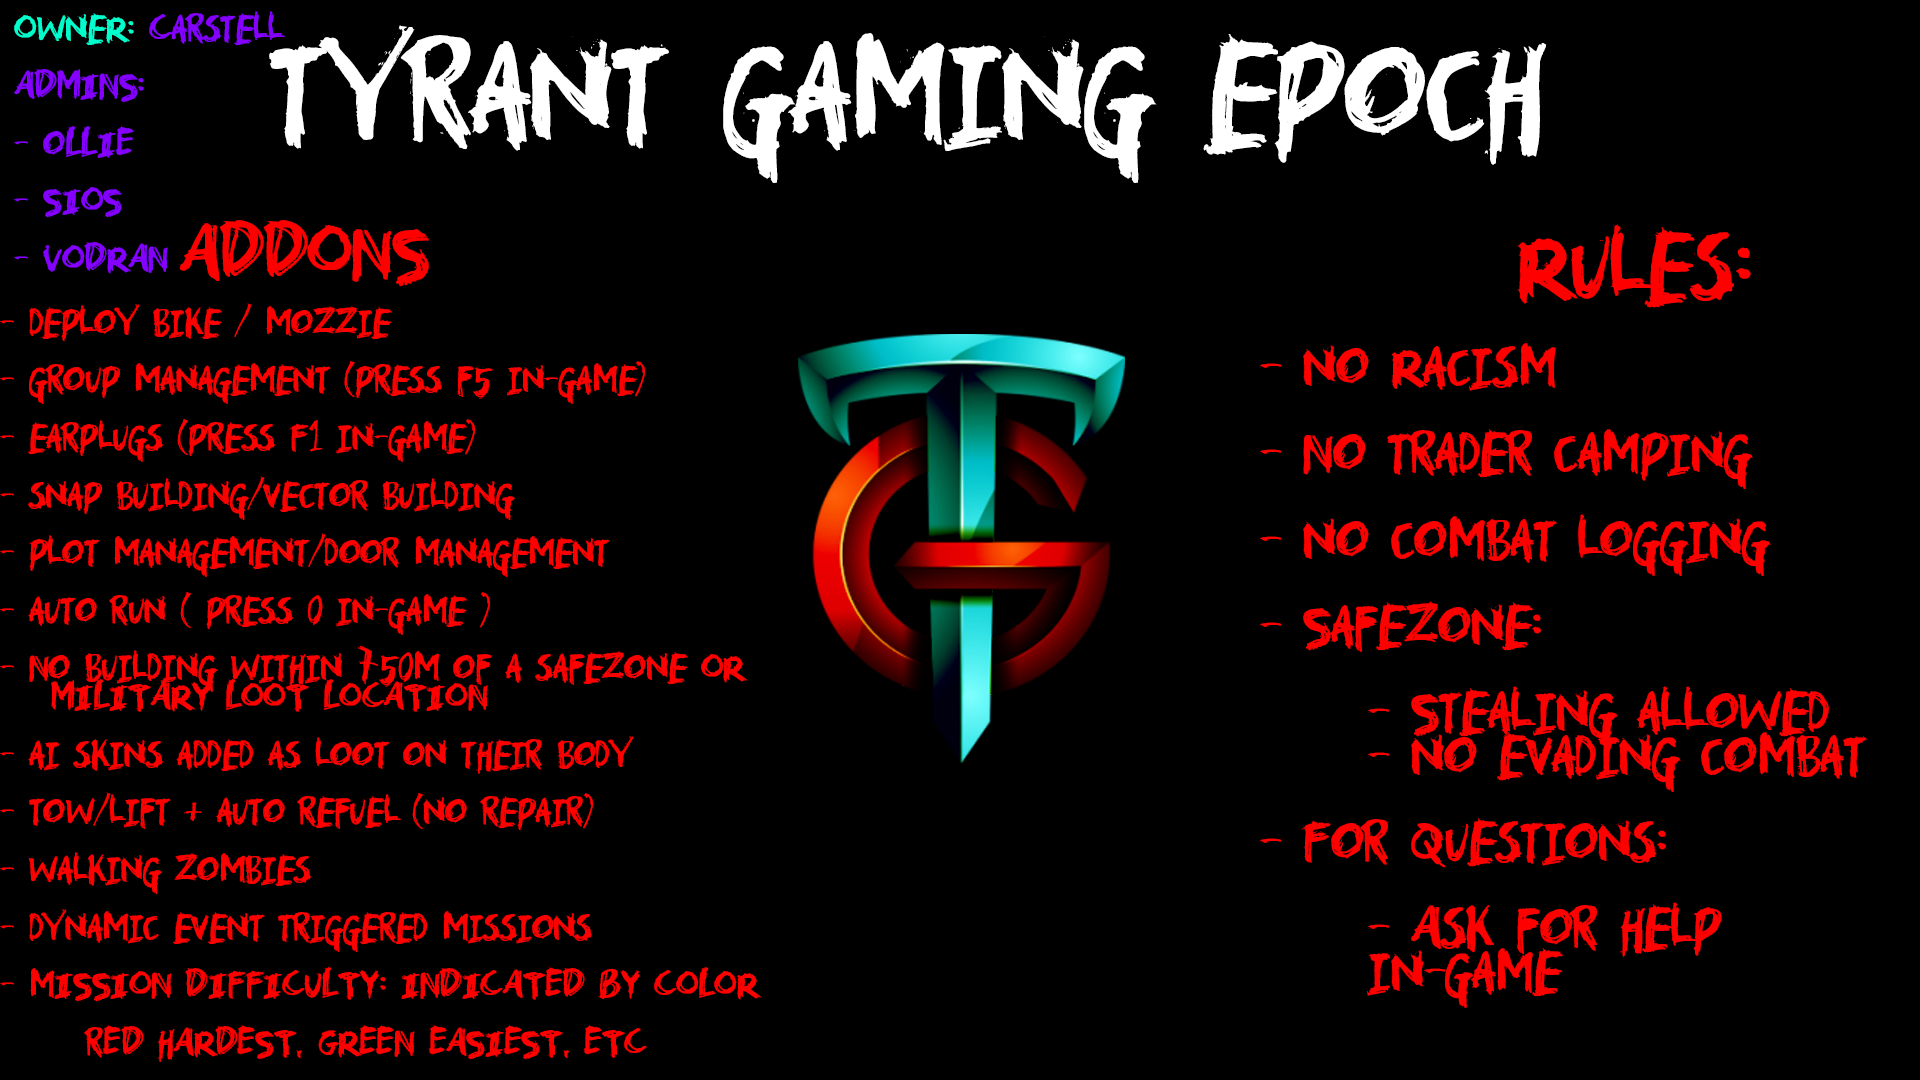 OWNER: CARSTELL
ADMINS:
- OLLIE
- SIOS
- VODRAN
TYRANT GAMING EPOCH
ADDONS
- DEPLOY BIKE / MOZZIE
- GROUP MANAGEMENT (PRESS F5 IN-GAME)
- EARPLUGS (PRESS F1 IN-GAME)
- SNAP BUILDING/VECTOR BUILDING
- PLOT MANAGEMENT/DOOR MANAGEMENT
- AUTO RUN ( PRESS 0 IN-GAME )
- NO BUILDING WITHIN 750M OF A SAFEZONE OR
MILITARY LOOT LOCATION
- AI SKINS ADDED AS LOOT ON THEIR BODY
- TOW/LIFT + AUTO REFUEL (NO REPAIR)
- WALKING ZOMBIES
- DYNAMIC EVENT TRIGGERED MISSIONS
- MISSION DIFFICULTY: INDICATED BY COLOR
RED HARDEST, GREEN EASIEST, ETC
TG
RULES:
- NO RACISM
- NO TRADER CAMPING
- NO COMBAT LOGGING
- SAFEZONE:
- STEALING ALLOWED
- NO EVADING COMBAT
- FOR QUESTIONS:
- ASK FOR HELP
IN-GAME